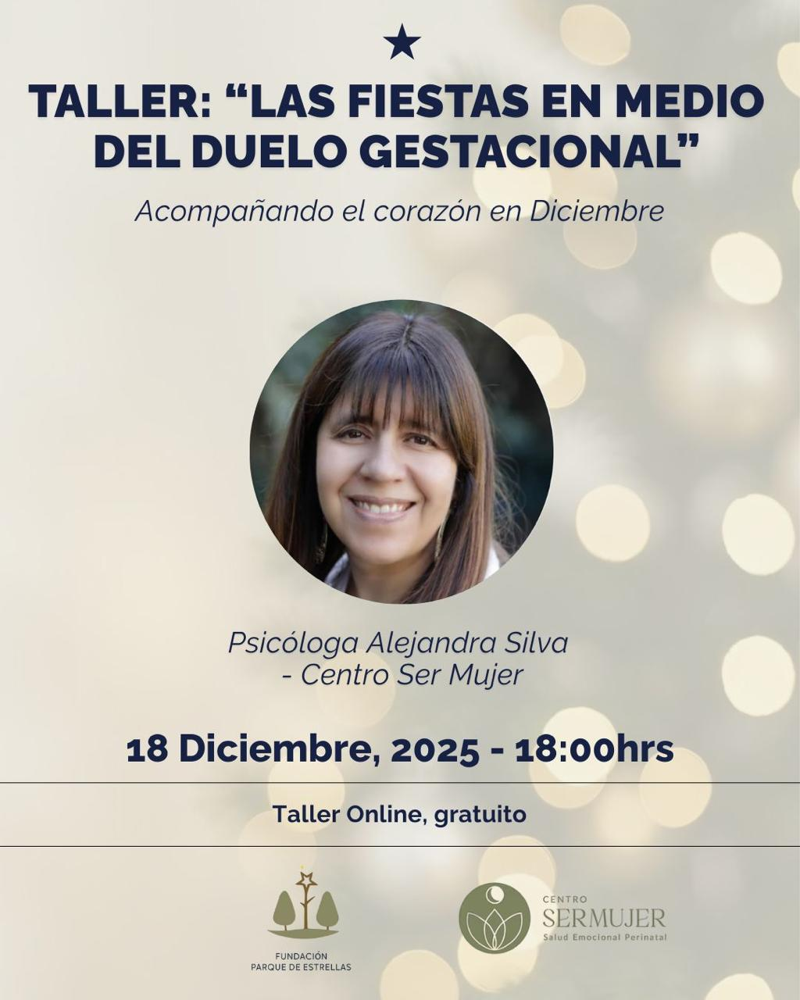 TALLER: “LAS FIESTAS EN MEDIO
DEL DUELO GESTACIONAL”
Acompañando el corazón en Diciembre
Psicóloga Alejandra Silva
- Centro Ser Mujer
18 Diciembre, 2025 - 18:00hrs
Taller Online, gratuito
FUNDACIÓN
PARQUE DE ESTRELLAS
CENTRO
SERMUJER
Salud Emocional Perinatal